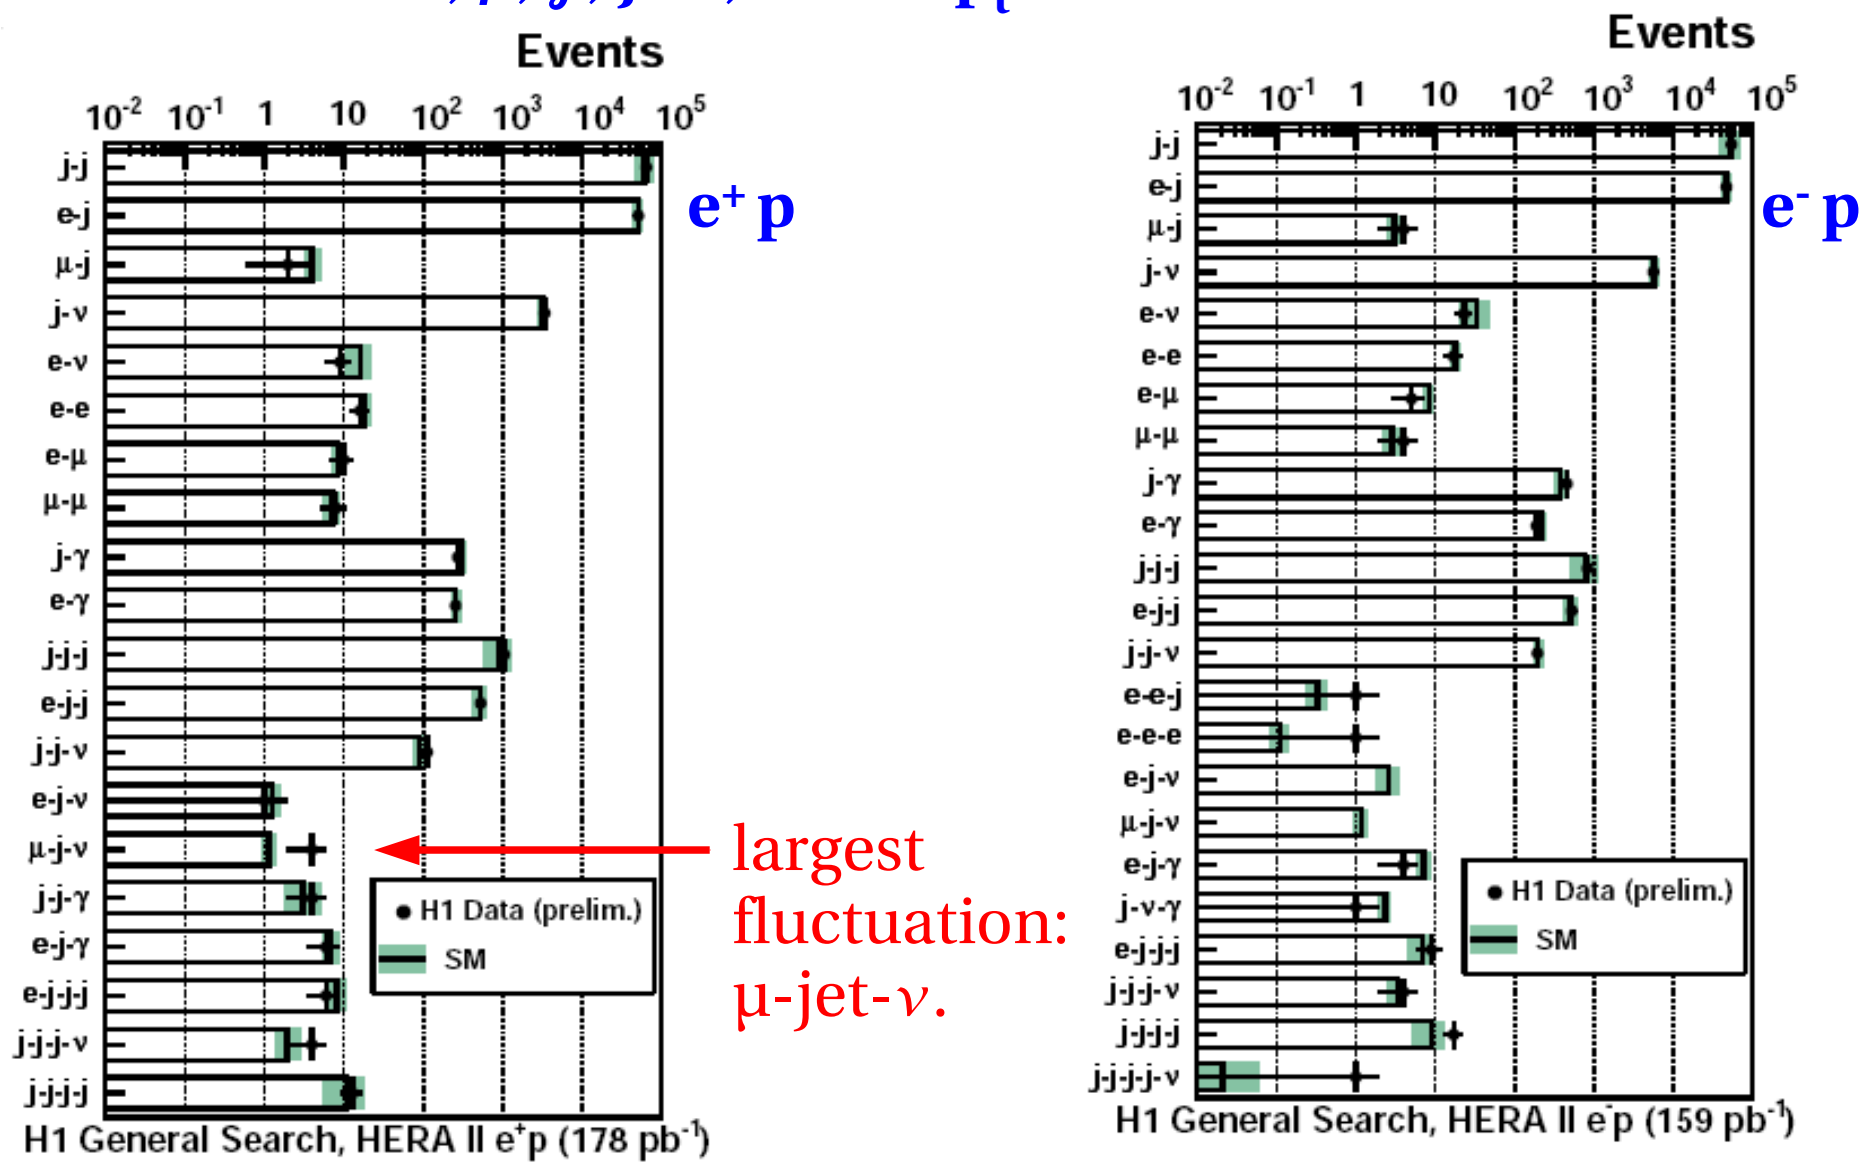 Events
10⁻² 10⁻¹ 1 10 10² 10³ 10⁴ 10⁵
j-j
e-j
μ-j
j-ν
e-ν
e-e
e-μ
μ-μ
j-γ
e-γ
j-j-j
e-j-j
j-j-ν
e-j-ν
μ-j-ν
j-j-γ
e-j-γ
e-j-j-j
j-j-j-ν
j-j-j-j
e⁺ p
H1 Data (prelim.)
SM
H1 General Search, HERA II e⁺p (178 pb⁻¹)
largest
fluctuation:
μ-jet-ν.
Events
10⁻² 10⁻¹ 1 10 10² 10³ 10⁴ 10⁵
j-j
e-j
μ-j
j-ν
e-ν
e-e
e-μ
μ-μ
j-γ
e-γ
j-j-j
e-j-j
j-j-ν
e-e-j
e-e-e
e-j-ν
μ-j-ν
e-j-γ
j-ν-γ
e-j-j-j
j-j-j-ν
j-j-j-j
j-j-j-j-ν
e⁻ p
H1 Data (prelim.)
SM
H1 General Search, HERA II e⁻p (159 pb⁻¹)